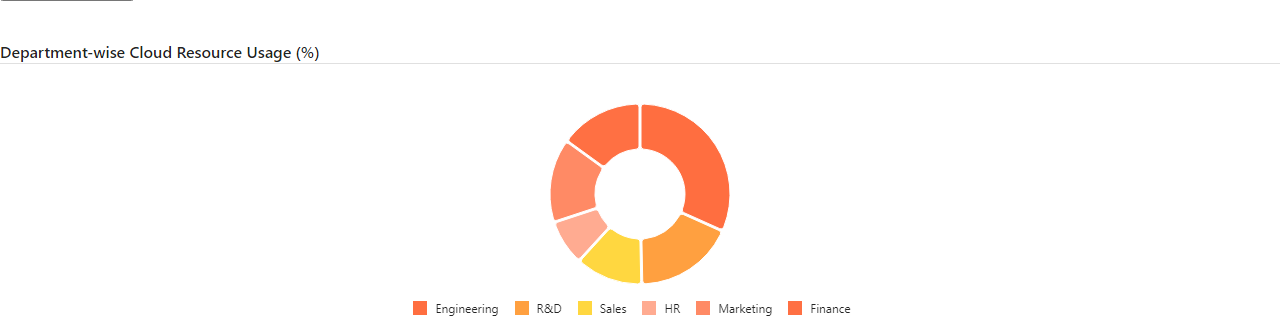 Department-wise Cloud Resource Usage (%)
Engineering R&D Sales HR Marketing Finance